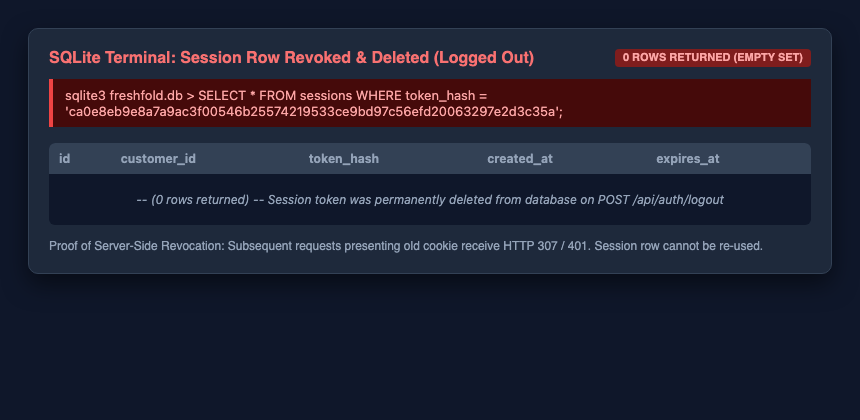 SQLite Terminal: Session Row Revoked & Deleted (Logged Out)
0 ROWS RETURNED (EMPTY SET)
sqlite3 freshfold.db > SELECT * FROM sessions WHERE token_hash =
'ca0e8eb9e8a7a9ac3f00546b25574219533ce9bd97c56efd20063297e2d3c35a';
id customer_id token_hash created_at expires_at
-- (0 rows returned) -- Session token was permanently deleted from database on POST /api/auth/logout
Proof of Server-Side Revocation: Subsequent requests presenting old cookie receive HTTP 307 / 401. Session row cannot be re-used.